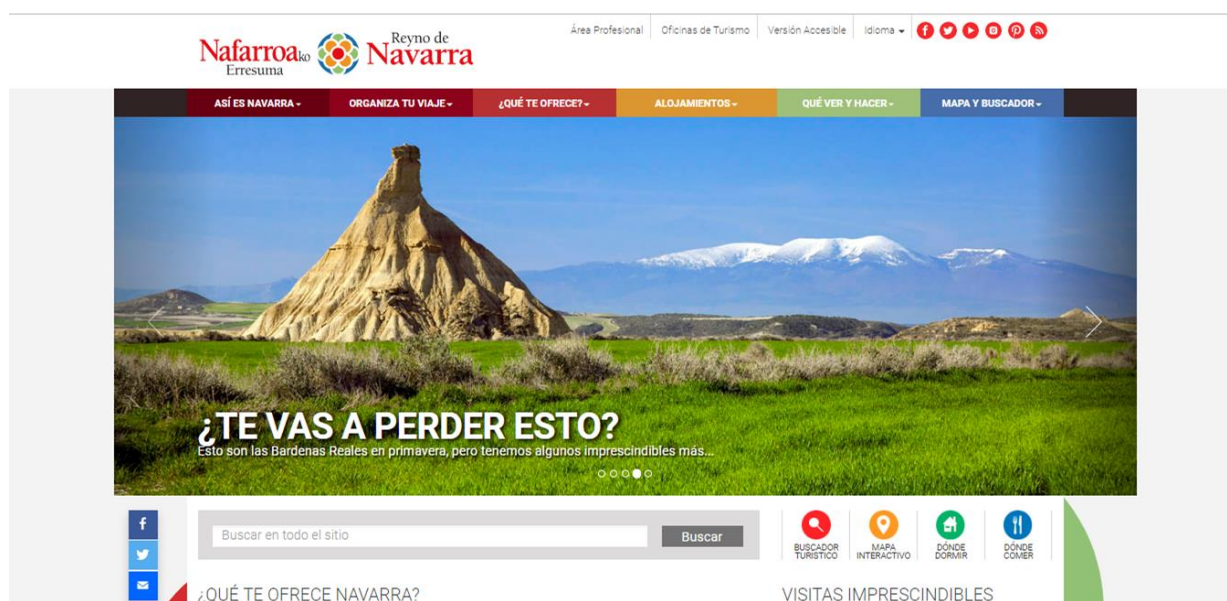 Nafarroako
Erresuma
Reyno de
Navarra
Área Profesional
Oficinas de Turismo
Versión Accesible
Idioma
ASÍ ES NAVARRA
ORGANIZA TU VIAJE
¿QUÉ TE OFRECE?
ALOJAMIENTOS
QUÉ VER Y HACER
MAPA Y BUSCADOR
¿TE VAS A PERDER ESTO?
Esto son las Bardenas Reales en primavera, pero tenemos algunos imprescindibles más...
Buscar en todo el sitio
Buscar
BUSCADOR
TURÍSTICO
MAPA
INTERACTIVO
DÓNDE
DORMIR
DÓNDE
COMER
¿QUÉ TE OFRECE NAVARRA?
VISITAS IMPRESCINDIBLES